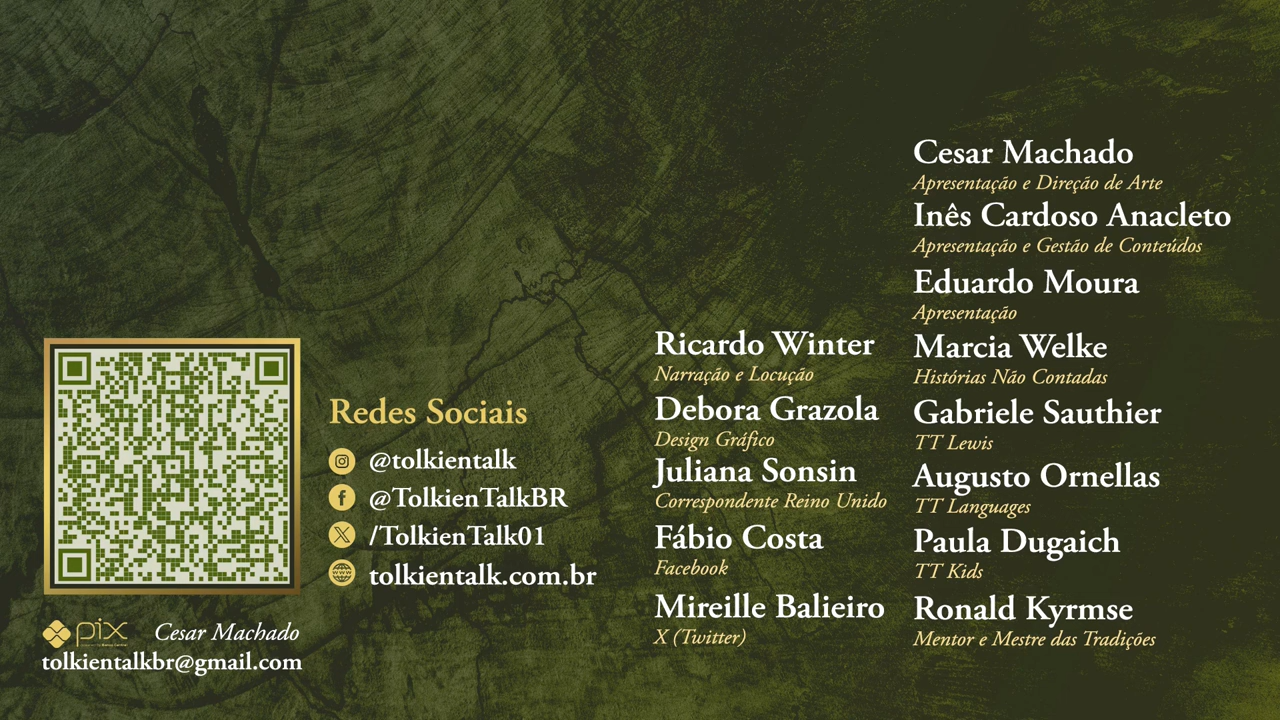 Cesar Machado
Apresentação e Direção de Arte
Inês Cardoso Anacleto
Apresentação e Gestão de Conteúdos
Eduardo Moura
Apresentação
Marcia Welke
Histórias Não Contadas
Gabriele Sauthier
TT Lewis
Augusto Ornellas
TT Languages
Paula Dugaich
TT Kids
Ronald Kyrmse
Mentor e Mestre das Tradições
Ricardo Winter
Narração e Locução
Debora Grazola
Design Gráfico
Juliana Sonsin
Correspondente Reino Unido
Fábio Costa
Facebook
Mireille Balieiro
X (Twitter)
Redes Sociais
@tolkientalk
@TolkienTalkBR
/TolkienTalk01
tolkientalk.com.br
pix
Cesar Machado
tolkientalkbr@gmail.com